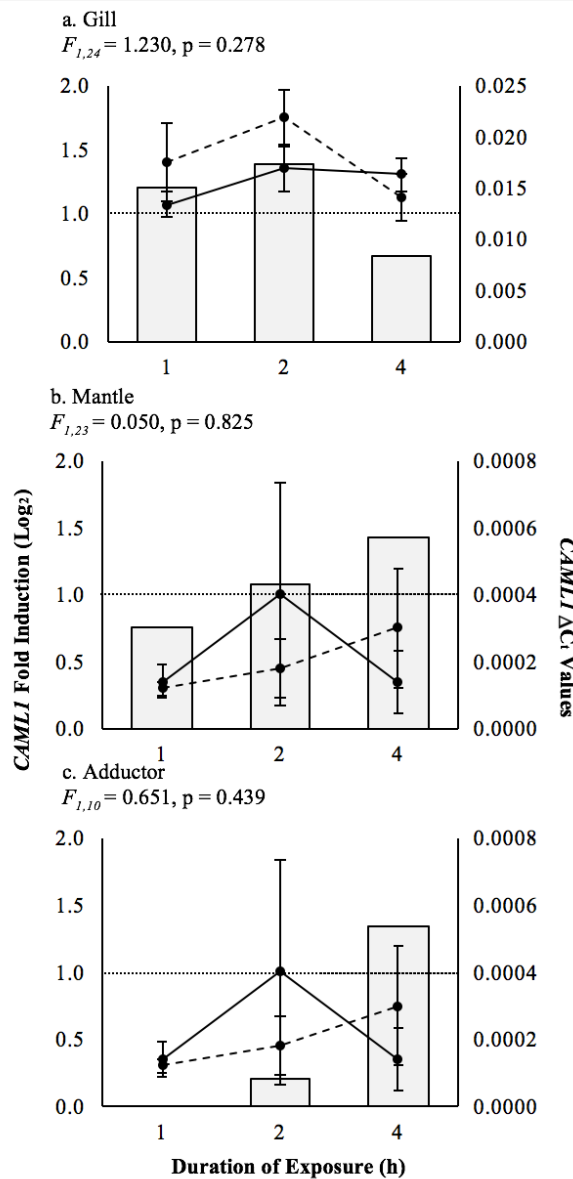 a. Gill
F1,24 = 1.230, p = 0.278
2.0
1.5
1.0
0.5
0.0
0.025
0.020
0.015
0.010
0.005
0.000
1 2 4
b. Mantle
F1,23 = 0.050, p = 0.825
2.0
1.5
1.0
0.5
0.0
0.0008
0.0006
0.0004
0.0002
0.0000
1 2 4
c. Adductor
F1,10 = 0.651, p = 0.439
2.0
1.5
1.0
0.5
0.0
0.0008
0.0006
0.0004
0.0002
0.0000
1 2 4
CAML1 Fold Induction (Log2)
CAML1 ΔCt Values
Duration of Exposure (h)